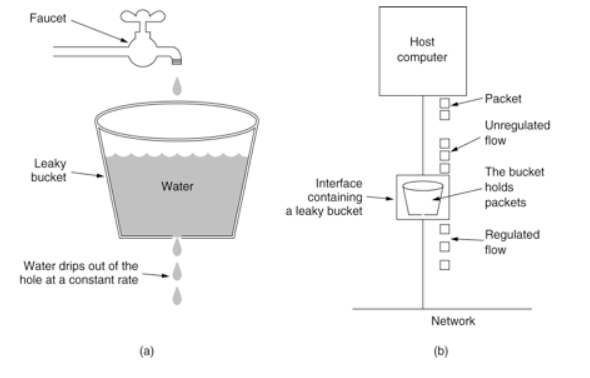 Faucet
Leaky
bucket
Water
Water drips out of the
hole at a constant rate
(a)
Host
computer
Packet
Unregulated
flow
The bucket
holds
packets
Interface
containing
a leaky bucket
Regulated
flow
Network
(b)